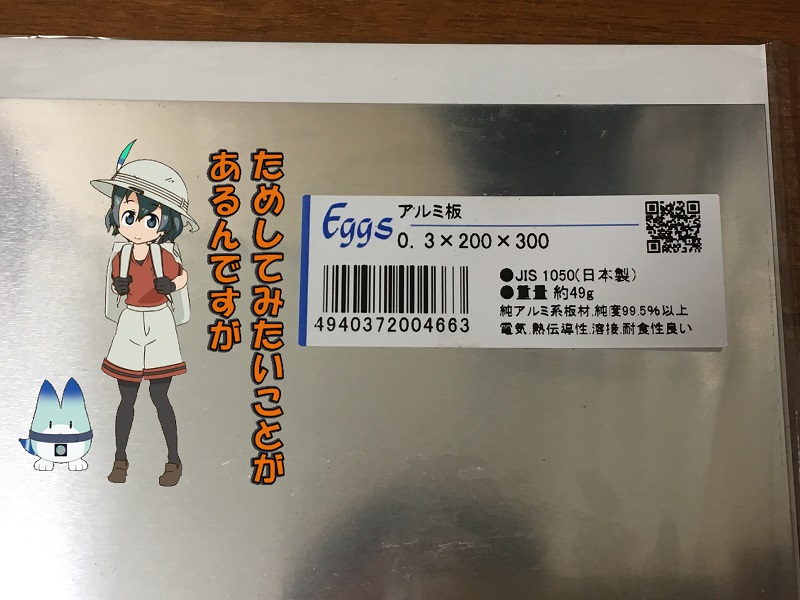 ためしてみたいことが
あるんですが
Eggs
アルミ板
0.3×200×300
4940372004663
●JIS 1050(日本製)
●重量 約49g
純アルミ系板材.純度99.5%以上
電気.熱伝導性.溶接.耐食性良い